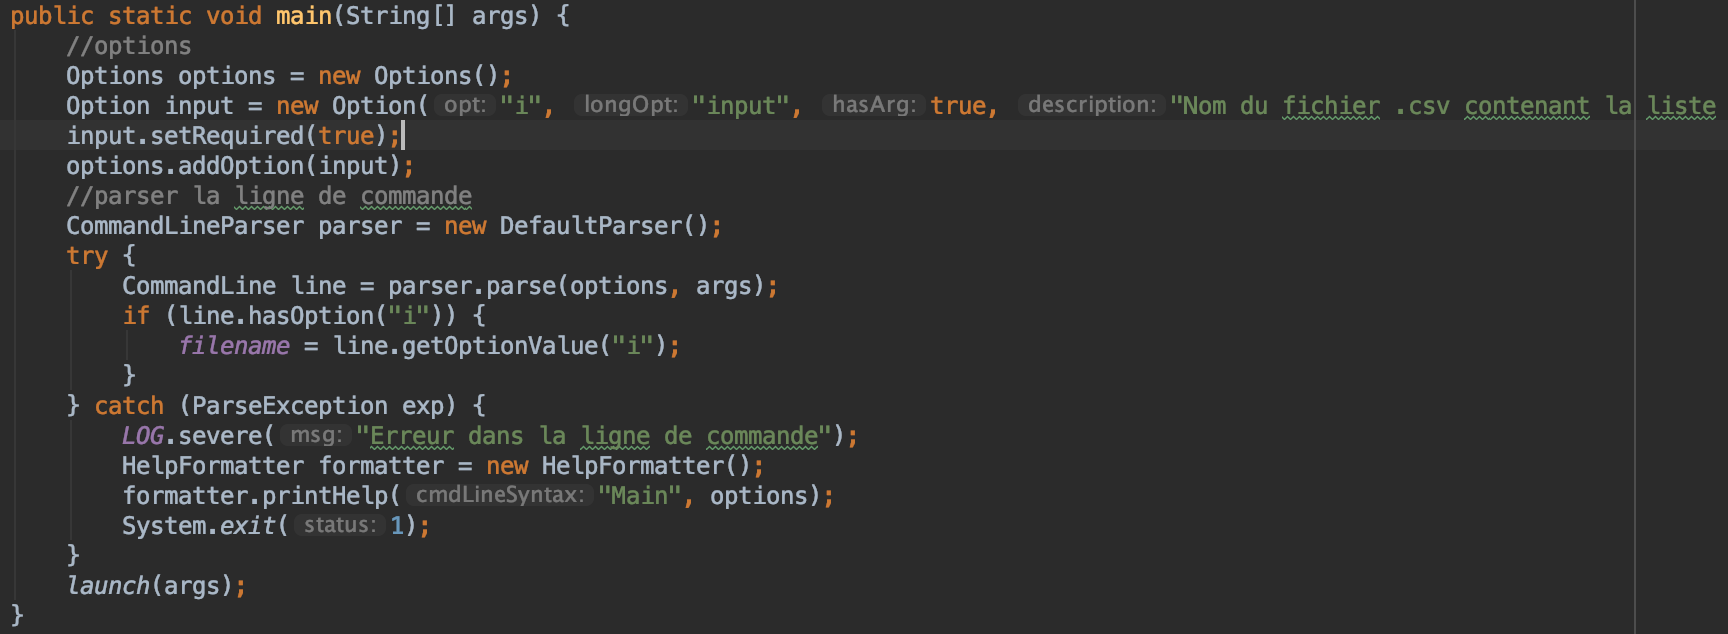 public static void main(String[] args) {
//options
Options options = new Options();
Option input = new Option( opt: "i", longOpt: "input", hasArg: true, description: "Nom du fichier .csv contenant la liste
input.setRequired(true);
options.addOption(input);
//parser la ligne de commande
CommandLineParser parser = new DefaultParser();
try {
CommandLine line = parser.parse(options, args);
if (line.hasOption("i")) {
filename = line.getOptionValue("i");
}
} catch (ParseException exp) {
LOG.severe( msg: "Erreur dans la ligne de commande");
HelpFormatter formatter = new HelpFormatter();
formatter.printHelp( cmdLineSyntax: "Main", options);
System.exit( status: 1);
}
launch(args);
}